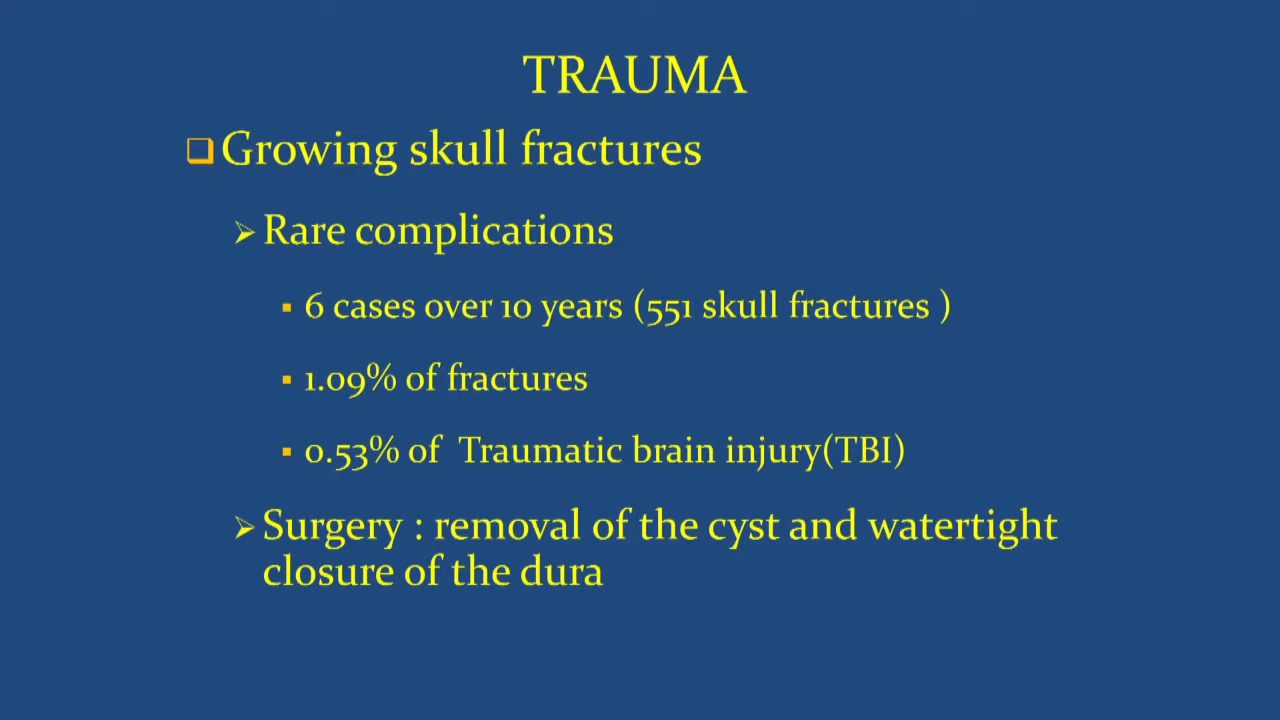 TRAUMA
Growing skull fractures
Rare complications
6 cases over 10 years (551 skull fractures )
1.09% of fractures
0.53% of Traumatic brain injury(TBI)
Surgery : removal of the cyst and watertight
closure of the dura